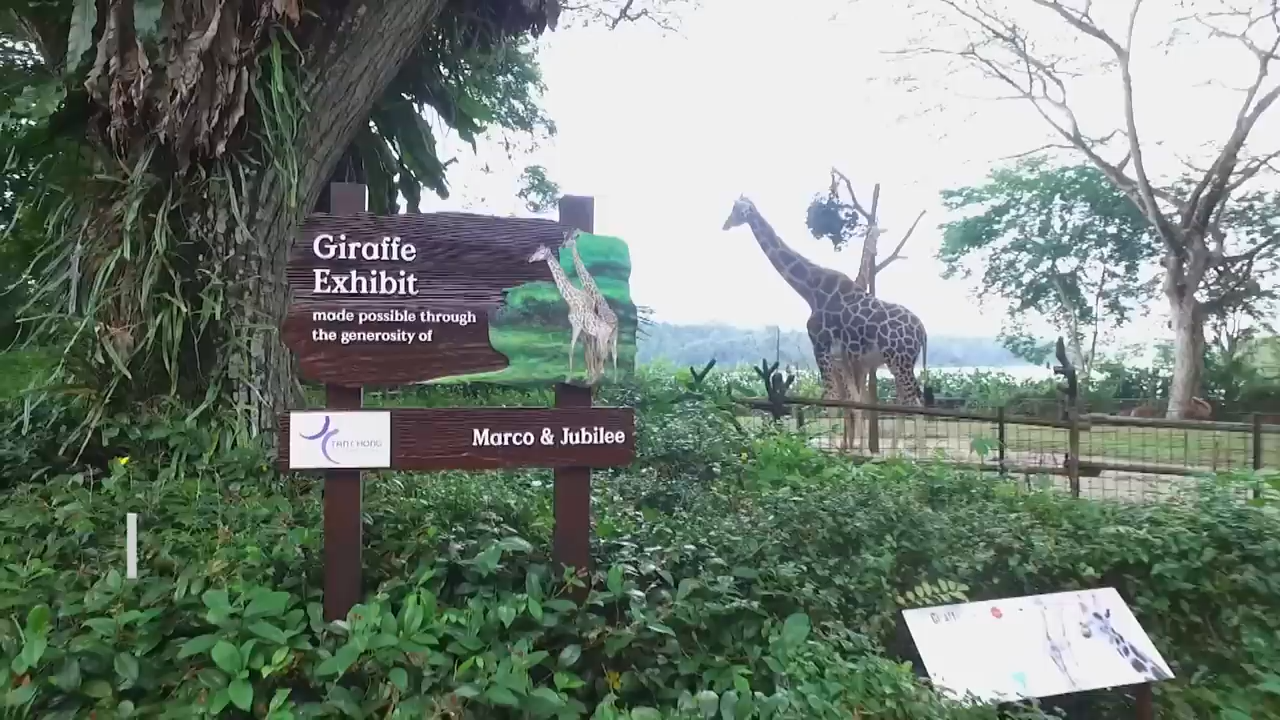 Giraffe
Exhibit
made possible through
the generosity of
Marco & Jubilee